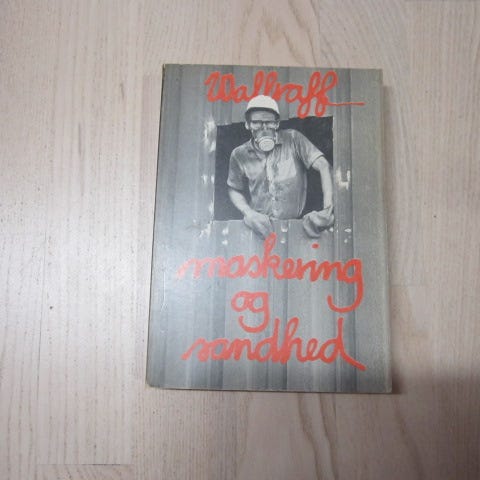 Wallraff
maskering
og
sandhed